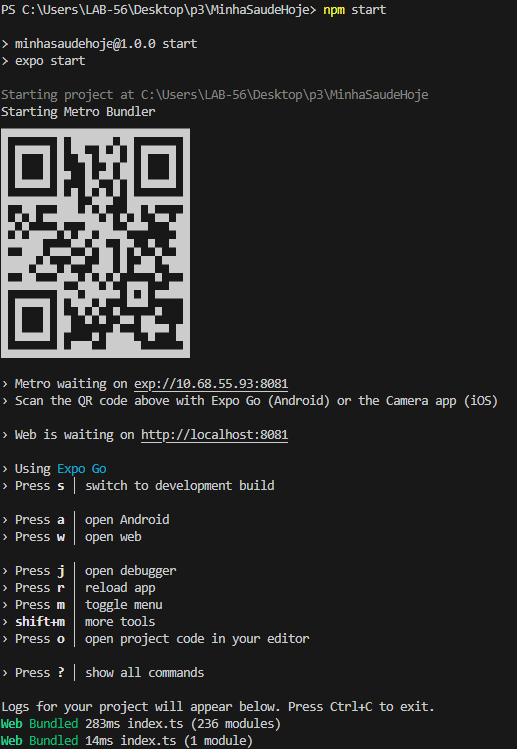 PS C:\Users\LAB-56\Desktop\p3\MinhaSaudeHoje> npm start
> minhasaudehoje@1.0.0 start
> expo start
Starting project at C:\Users\LAB-56\Desktop\p3\MinhaSaudeHoje
Starting Metro Bundler
› Metro waiting on exp://10.68.55.93:8081
› Scan the QR code above with Expo Go (Android) or the Camera app (iOS)
› Web is waiting on http://localhost:8081
› Using Expo Go
› Press s │ switch to development build
› Press a │ open Android
› Press w │ open web
› Press j │ open debugger
› Press r │ reload app
› Press m │ toggle menu
› shift+m │ more tools
› Press o │ open project code in your editor
› Press ? │ show all commands
Logs for your project will appear below. Press Ctrl+C to exit.
Web Bundled 283ms index.ts (236 modules)
Web Bundled 14ms index.ts (1 module)